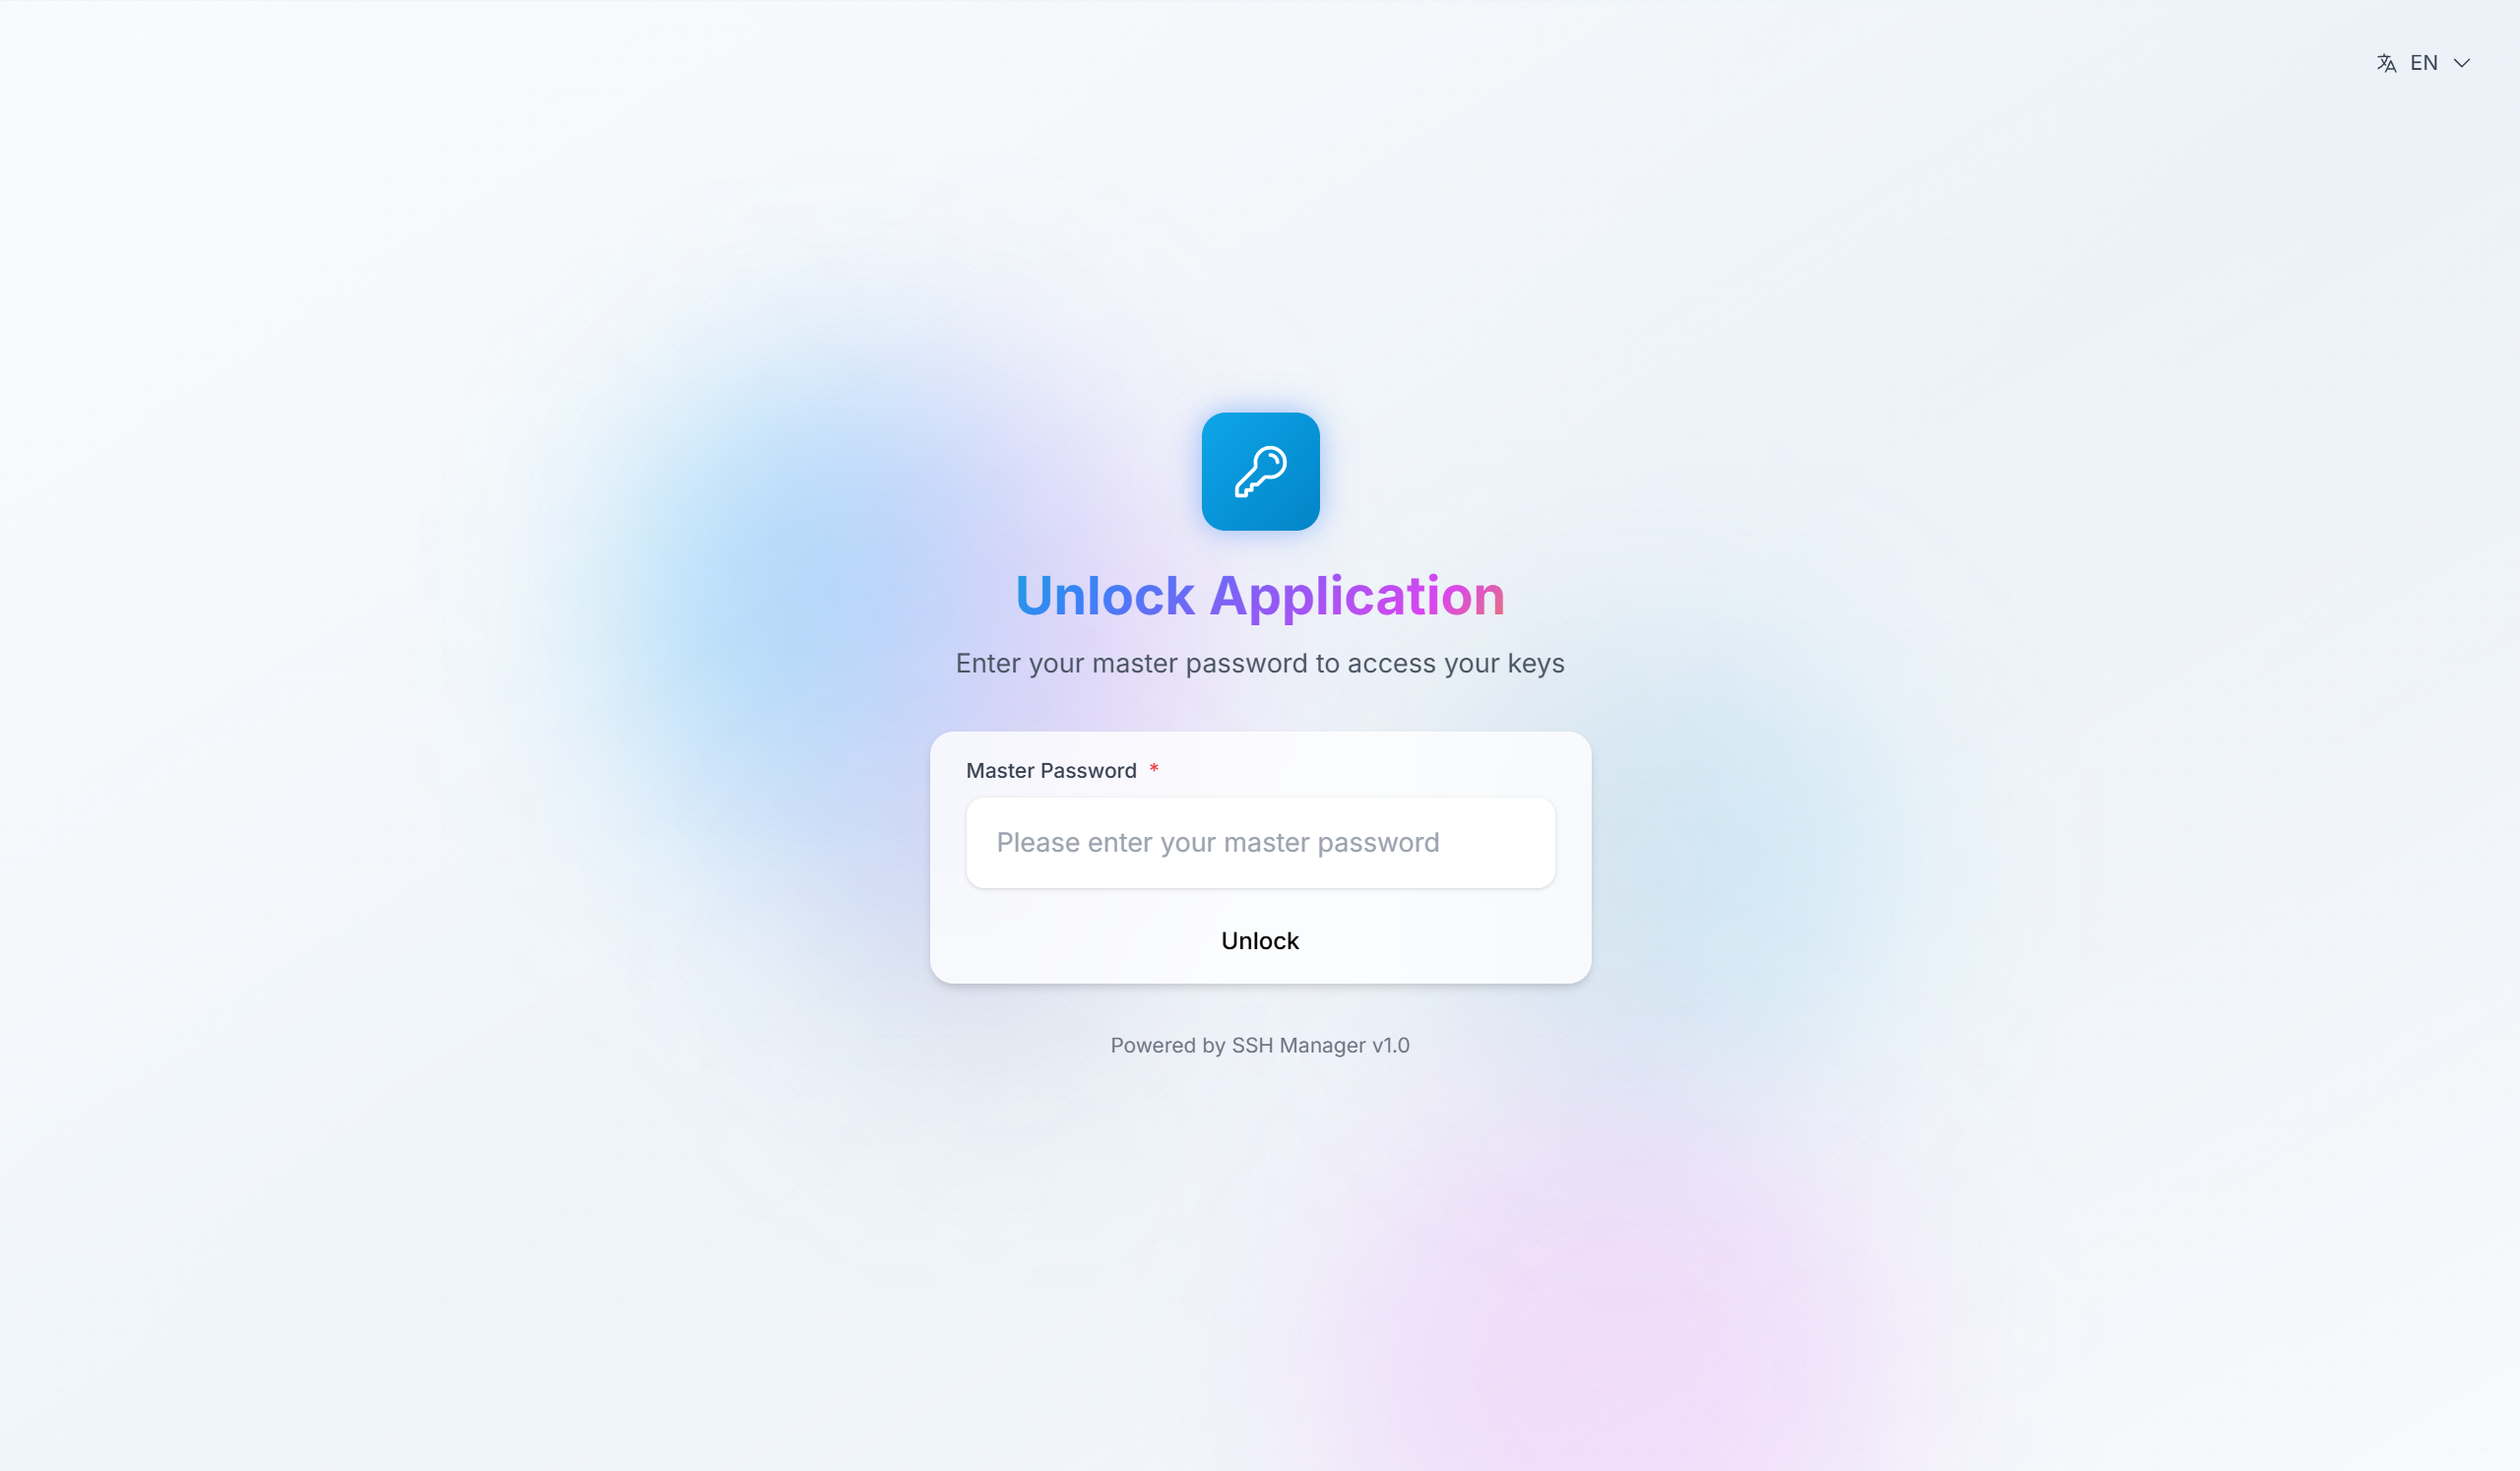 EN
Unlock Application
Enter your master password to access your keys
Master Password *
Please enter your master password
Unlock
Powered by SSH Manager v1.0